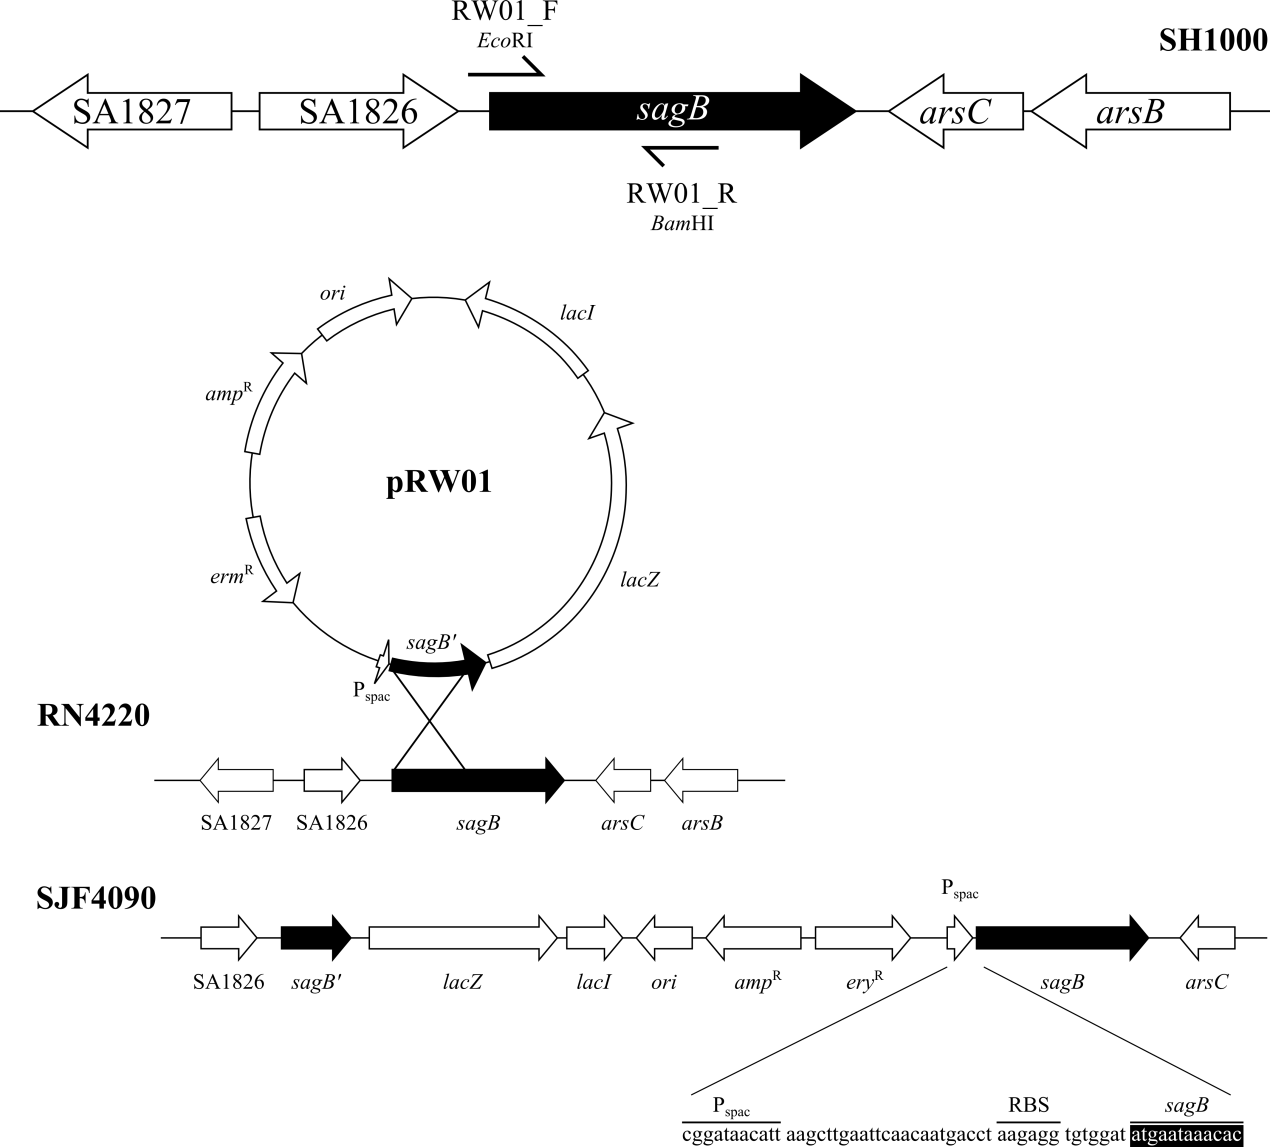 RW01_F
EcoRI
SH1000
SA1827 SA1826 sagB arsC arsB
RW01_R
BamHI
ori lacI
ampR
pRW01
ermR lacZ
sagB'
Pspac
RN4220
SA1827 SA1826 sagB arsC arsB
SJF4090
Pspac
SA1826 sagB' lacZ lacI ori ampR eryR sagB arsC
Pspac RBS sagB
cggataacatt aagcttgaattcaacaatgacct aagagg tgtggat atgaataaacac